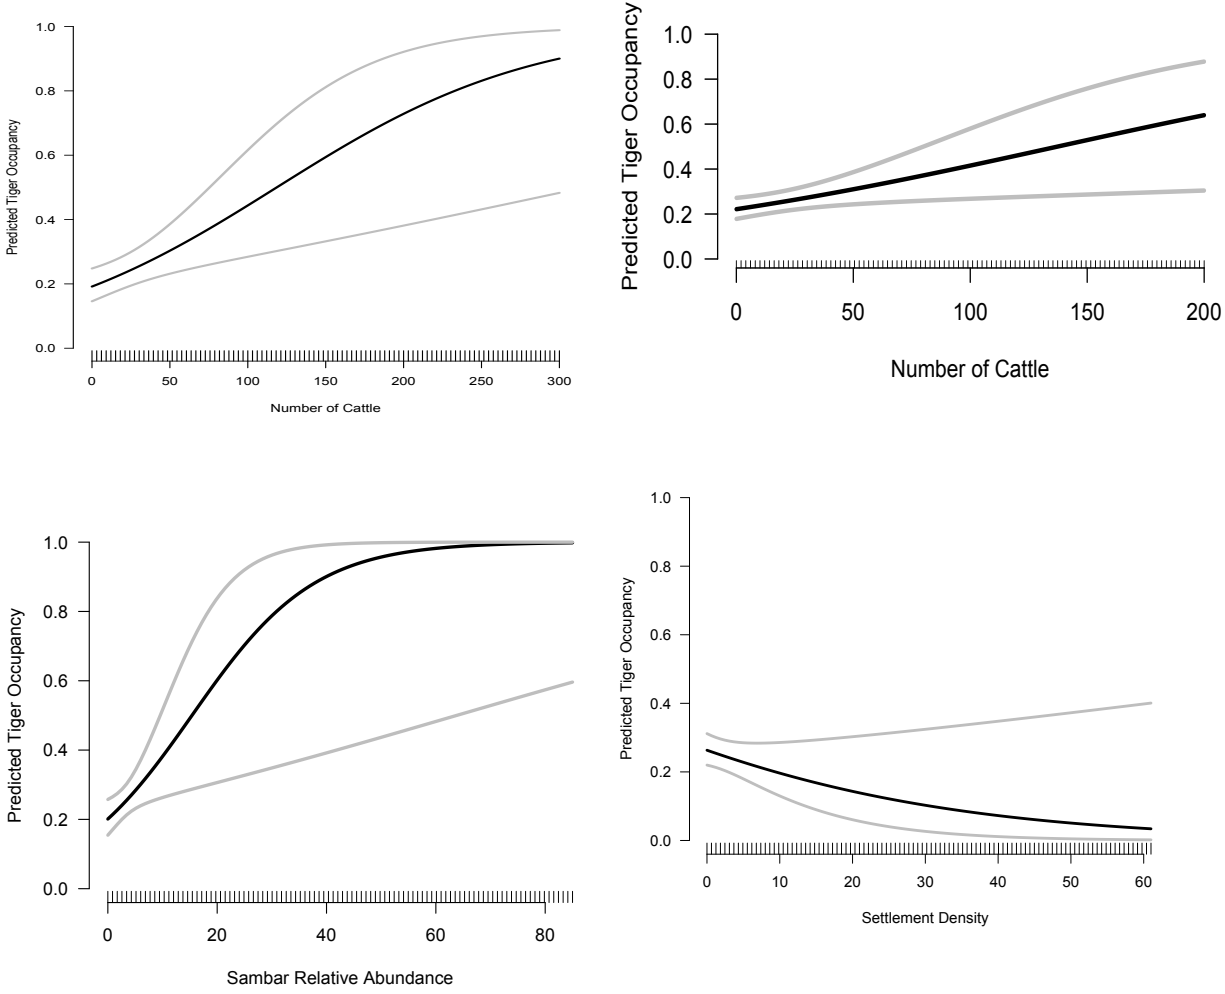 1.0
0.8
0.6
0.4
0.2
0.0
Predicted Tiger Occupancy
0 50 100 150 200 250 300
Number of Cattle
1.0
0.8
0.6
0.4
0.2
0.0
Predicted Tiger Occupancy
0 50 100 150 200
Number of Cattle
1.0
0.8
0.6
0.4
0.2
0.0
Predicted Tiger Occupancy
0 20 40 60 80
Sambar Relative Abundance
1.0
0.8
0.6
0.4
0.2
0.0
Predicted Tiger Occupancy
0 10 20 30 40 50 60
Settlement Density